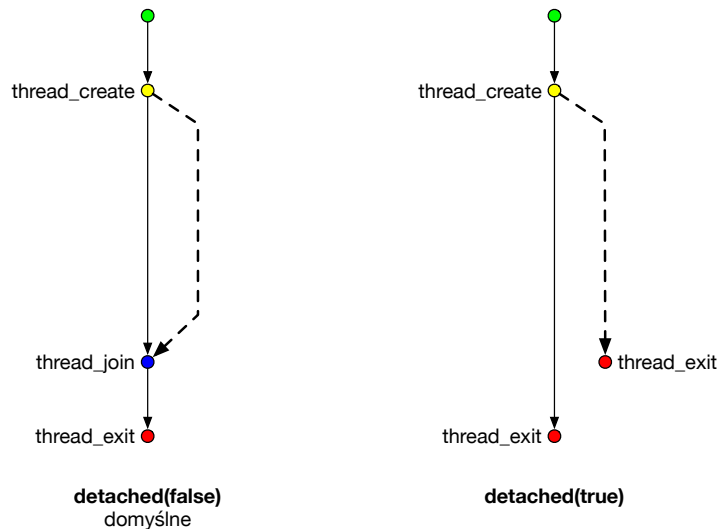 thread_create
thread_join
thread_exit
detached(false)
domyślne
thread_create
thread_exit
thread_exit
detached(true)